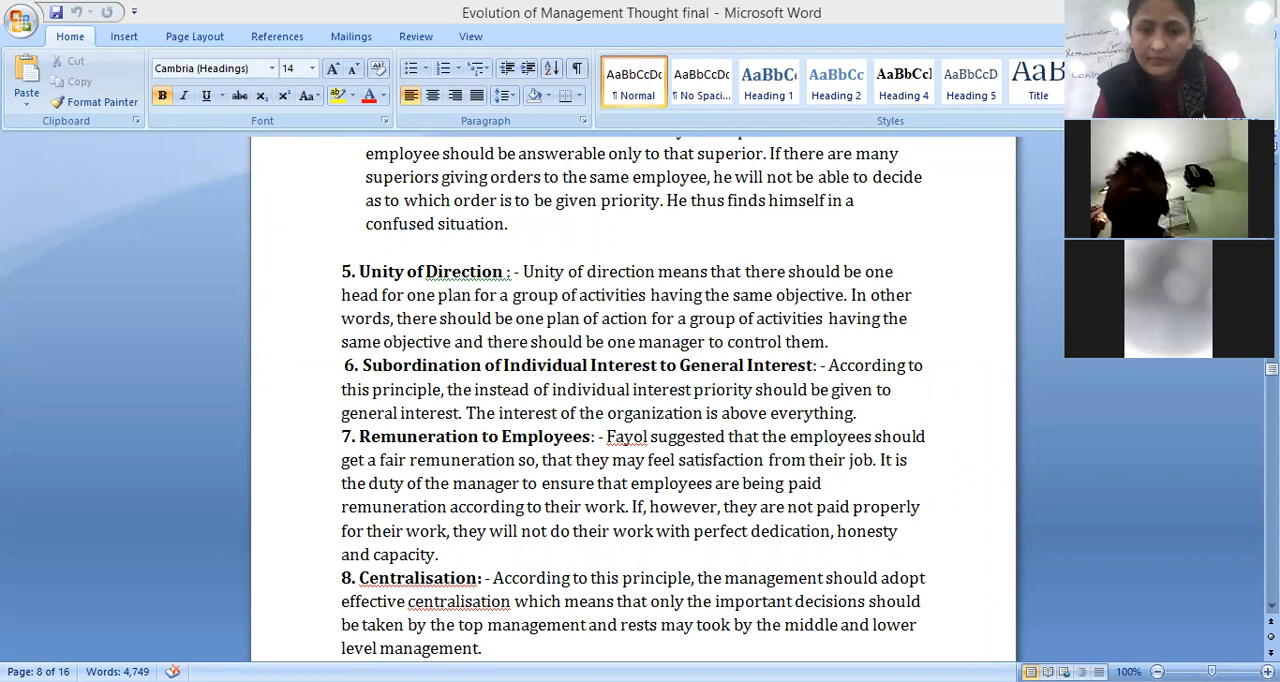 Evolution of Management Thought final - Microsoft Word
Home Insert Page Layout References Mailings Review View
Paste Cut Copy Format Painter
Cambria (Headings) 14
AaBbCcDc AaBbCcDc AaBbC AaBbCc AaBbCcI AaBbCcD AaB
¶ Normal ¶ No Spaci... Heading 1 Heading 2 Heading 4 Heading 5 Title
Clipboard Font Paragraph Styles
employee should be answerable only to that superior. If there are many
superiors giving orders to the same employee, he will not be able to decide
as to which order is to be given priority. He thus finds himself in a
confused situation.
5. Unity of Direction : - Unity of direction means that there should be one
head for one plan for a group of activities having the same objective. In other
words, there should be one plan of action for a group of activities having the
same objective and there should be one manager to control them.
6. Subordination of Individual Interest to General Interest: - According to
this principle, the instead of individual interest priority should be given to
general interest. The interest of the organization is above everything.
7. Remuneration to Employees: - Fayol suggested that the employees should
get a fair remuneration so, that they may feel satisfaction from their job. It is
the duty of the manager to ensure that employees are being paid
remuneration according to their work. If, however, they are not paid properly
for their work, they will not do their work with perfect dedication, honesty
and capacity.
8. Centralisation: - According to this principle, the management should adopt
effective centralisation which means that only the important decisions should
be taken by the top management and rests may took by the middle and lower
level management.
Page: 8 of 16 Words: 4,749 100%